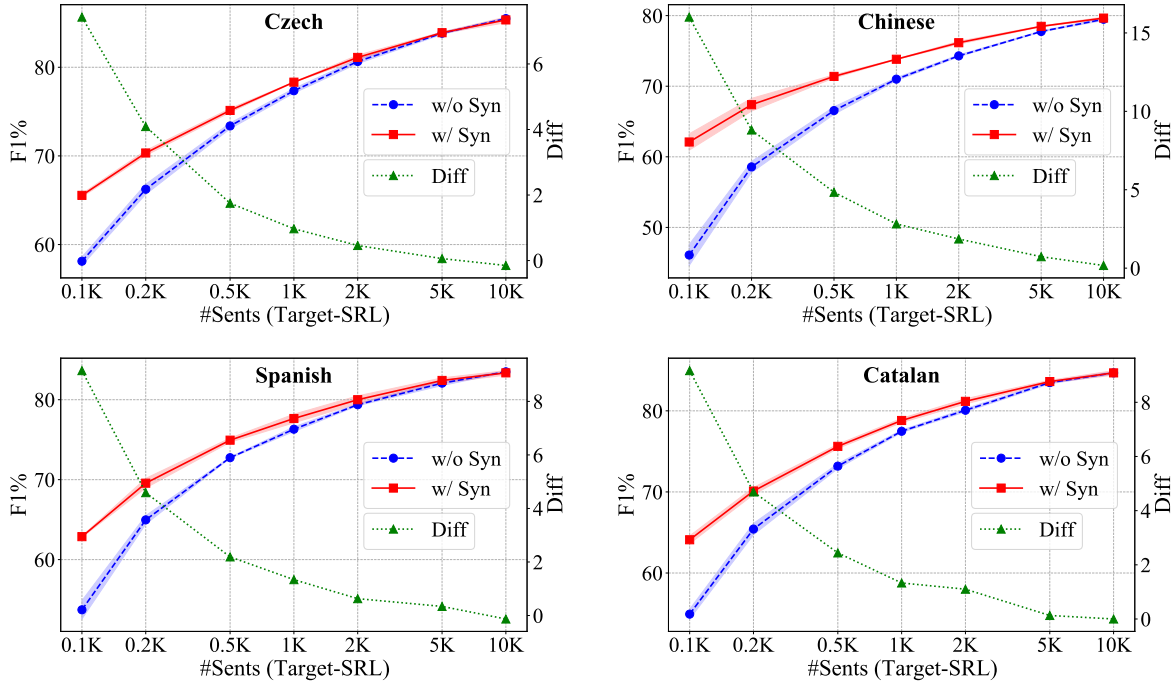 Czech
F1%
80
70
60
w/o Syn
w/ Syn
Diff
6
4
2
0
Diff
0.1K 0.2K 0.5K 1K 2K 5K 10K
#Sents (Target-SRL)
Chinese
F1%
80
70
60
50
w/o Syn
w/ Syn
Diff
15
10
5
0
Diff
0.1K 0.2K 0.5K 1K 2K 5K 10K
#Sents (Target-SRL)
Spanish
F1%
80
70
60
w/o Syn
w/ Syn
Diff
8
6
4
2
0
Diff
0.1K 0.2K 0.5K 1K 2K 5K 10K
#Sents (Target-SRL)
Catalan
F1%
80
70
60
w/o Syn
w/ Syn
Diff
8
6
4
2
0
Diff
0.1K 0.2K 0.5K 1K 2K 5K 10K
#Sents (Target-SRL)